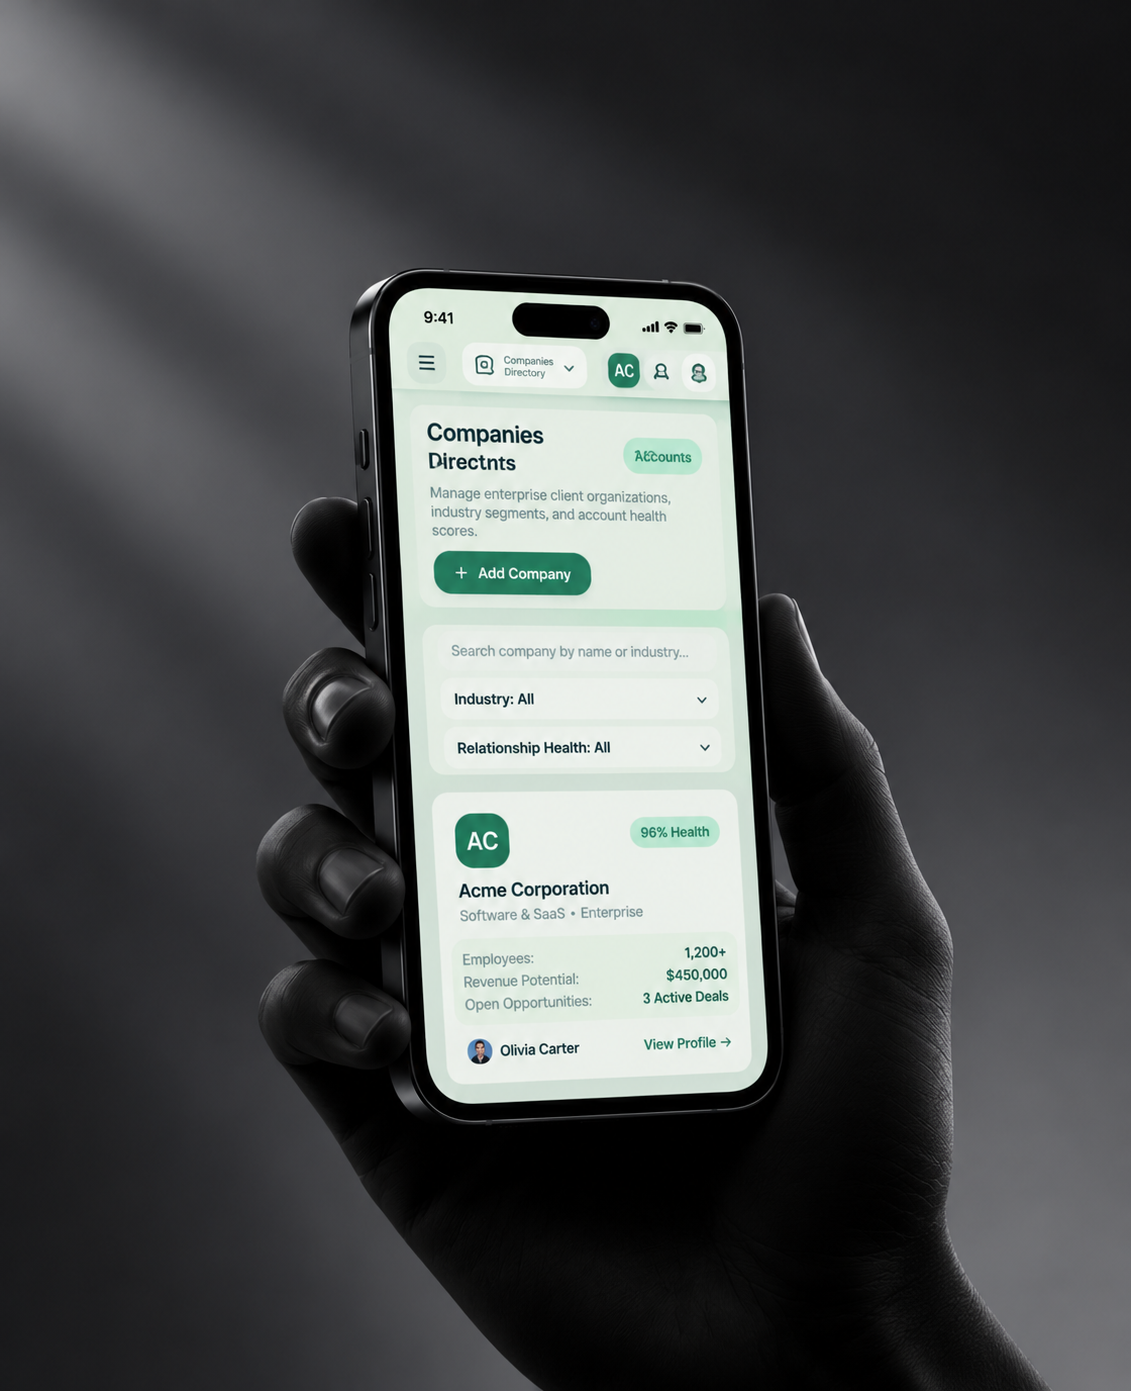 9:41
Companies
Directory
AC
Companies
Directnts
Accounts
Manage enterprise client organizations,
industry segments, and account health
scores.
+ Add Company
Search company by name or industry...
Industry: All
Relationship Health: All
AC
96% Health
Acme Corporation
Software & SaaS • Enterprise
Employees: 1,200+
Revenue Potential: $450,000
Open Opportunities: 3 Active Deals
Olivia Carter
View Profile →